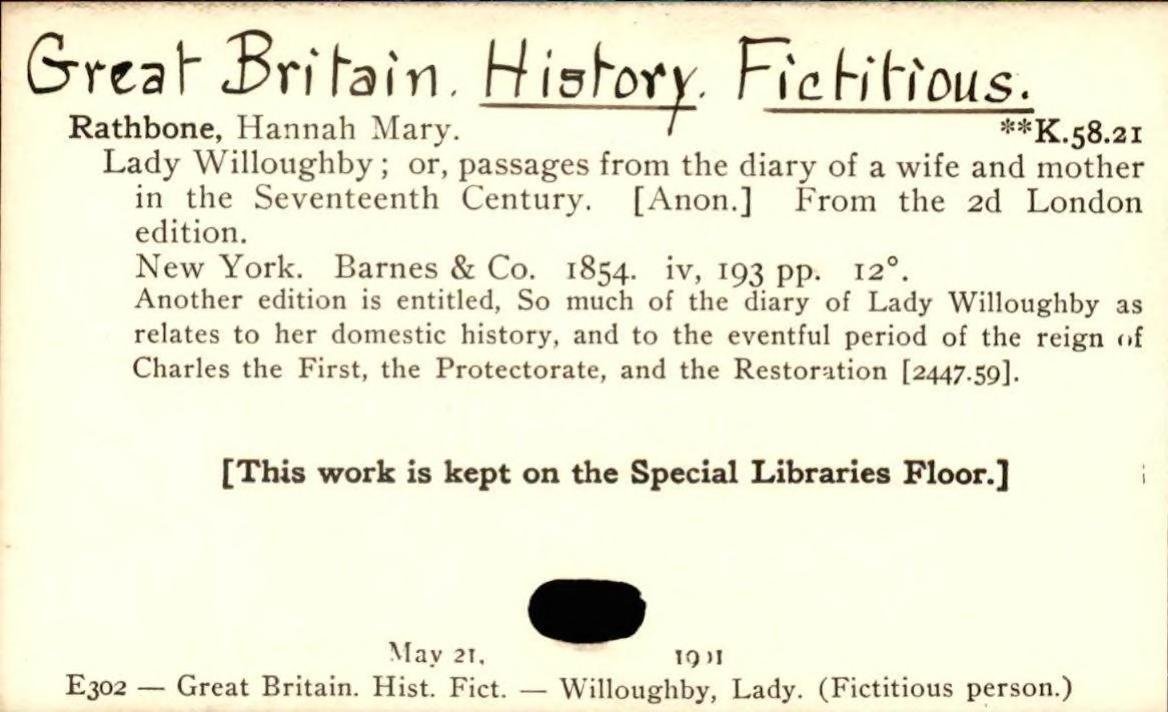 Great Britain. History. Fictitious.
Rathbone, Hannah Mary. **K.58.21
Lady Willoughby; or, passages from the diary of a wife and mother
in the Seventeenth Century. [Anon.] From the 2d London
edition.
New York. Barnes & Co. 1854. iv, 193 pp. 12°.
Another edition is entitled, So much of the diary of Lady Willoughby as
relates to her domestic history, and to the eventful period of the reign of
Charles the First, the Protectorate, and the Restoration [2447.59].
[This work is kept on the Special Libraries Floor.]
May 21,
E302 — Great Britain. Hist. Fict. — Willoughby, Lady. (Fictitious person.)